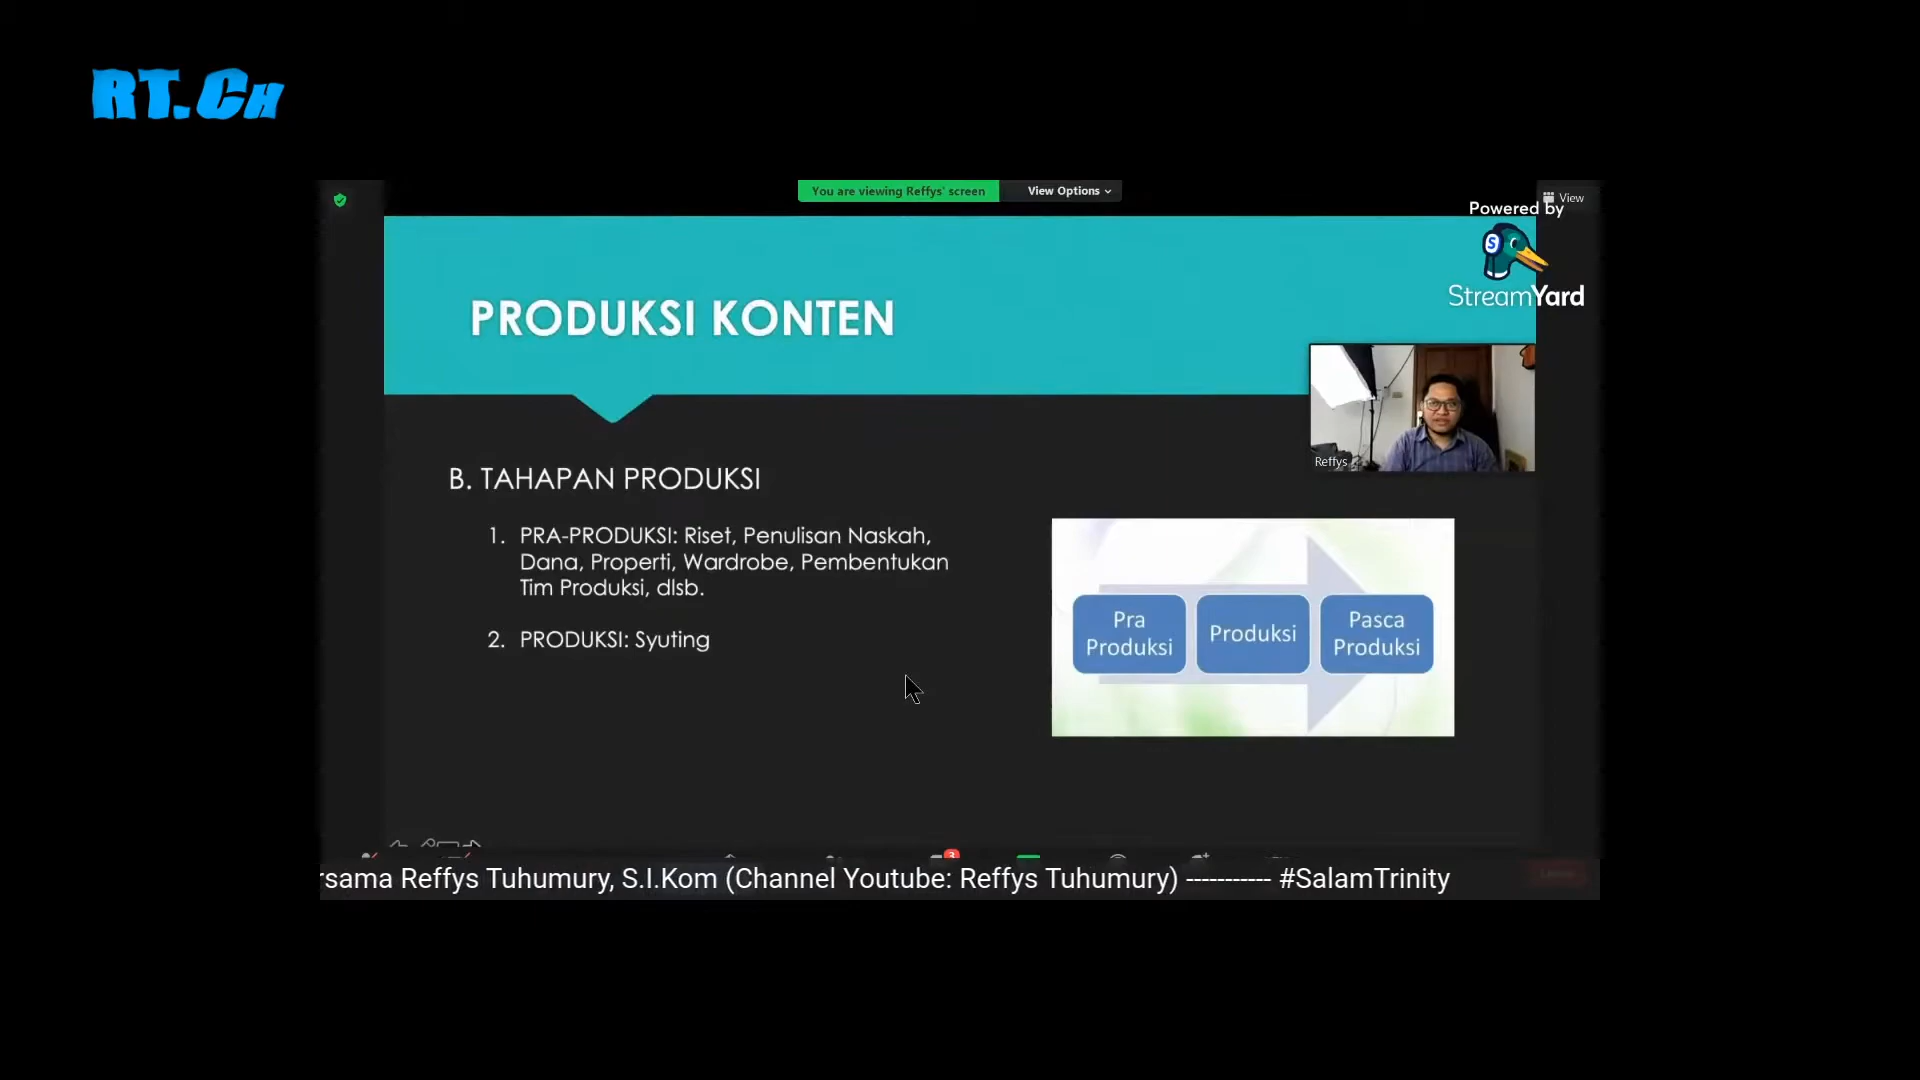 RT.CH
You are viewing Reffys' screen
View Options
View
Powered by
StreamYard
PRODUKSI KONTEN
Reffys
B. TAHAPAN PRODUKSI
1. PRA-PRODUKSI: Riset, Penulisan Naskah,
Dana, Properti, Wardrobe, Pembentukan
Tim Produksi, dlsb.
2. PRODUKSI: Syuting
Pra
Produksi
Produksi
Pasca
Produksi
3
rsama Reffys Tuhumury, S.I.Kom (Channel Youtube: Reffys Tuhumury) ----------- #SalamTrinity